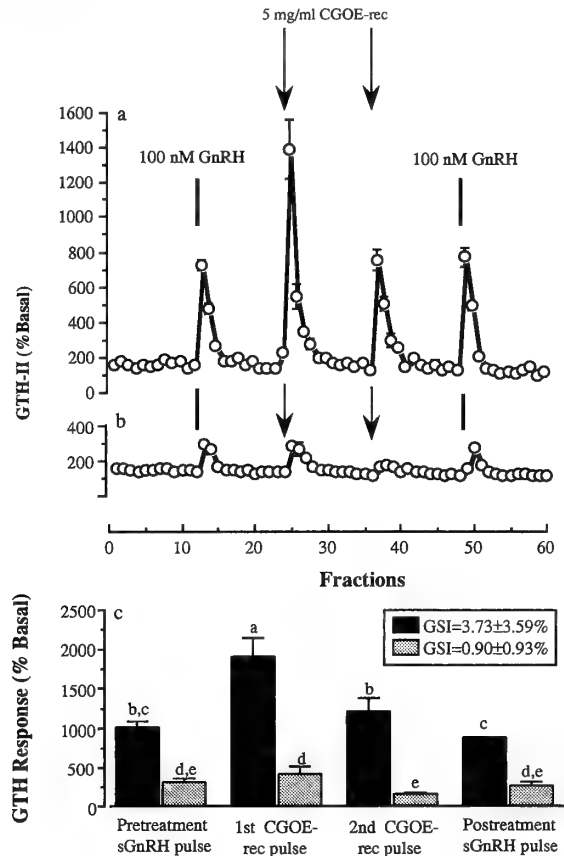 5 mg/ml CGOE-rec
a
1600
1400
1200
1000
800
600
400
200
0
100 nM GnRH
100 nM GnRH
GTH-II (%Basal)
b
400
200
0 10 20 30 40 50 60
Fractions
c
2500
2000
1500
1000
500
0
GTH Response (% Basal)
GSI=3.73±3.59%
GSI=0.90±0.93%
a
b,c
b
c
d,e
d
e
d,e
Pretreatment 1st CGOE- 2nd CGOE- Postreatment
sGnRH pulse rec pulse rec pulse sGnRH pulse